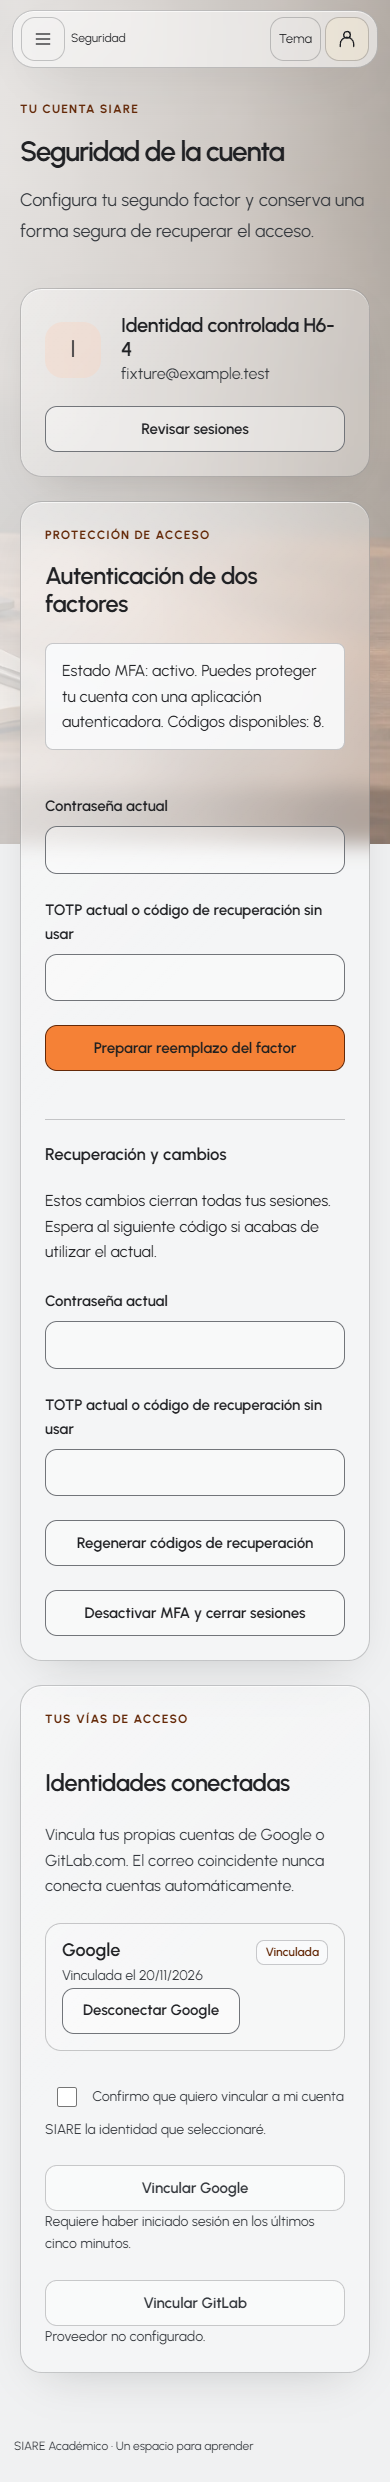 Seguridad
Tema
TU CUENTA SIARE
Seguridad de la cuenta
Configura tu segundo factor y conserva una
forma segura de recuperar el acceso.
I
Identidad controlada H6-
4
fixture@example.test
Revisar sesiones
PROTECCIÓN DE ACCESO
Autenticación de dos
factores
Estado MFA: activo. Puedes proteger
tu cuenta con una aplicación
autenticadora. Códigos disponibles: 8.
Contraseña actual
TOTP actual o código de recuperación sin
usar
Preparar reemplazo del factor
Recuperación y cambios
Estos cambios cierran todas tus sesiones.
Espera al siguiente código si acabas de
utilizar el actual.
Contraseña actual
TOTP actual o código de recuperación sin
usar
Regenerar códigos de recuperación
Desactivar MFA y cerrar sesiones
TUS VÍAS DE ACCESO
Identidades conectadas
Vincula tus propias cuentas de Google o
GitLab.com. El correo coincidente nunca
conecta cuentas automáticamente.
Google
Vinculada
Vinculada el 20/11/2026
Desconectar Google
Confirmo que quiero vincular a mi cuenta
SIARE la identidad que seleccionaré.
Vincular Google
Requiere haber iniciado sesión en los últimos
cinco minutos.
Vincular GitLab
Proveedor no configurado.
SIARE Académico · Un espacio para aprender